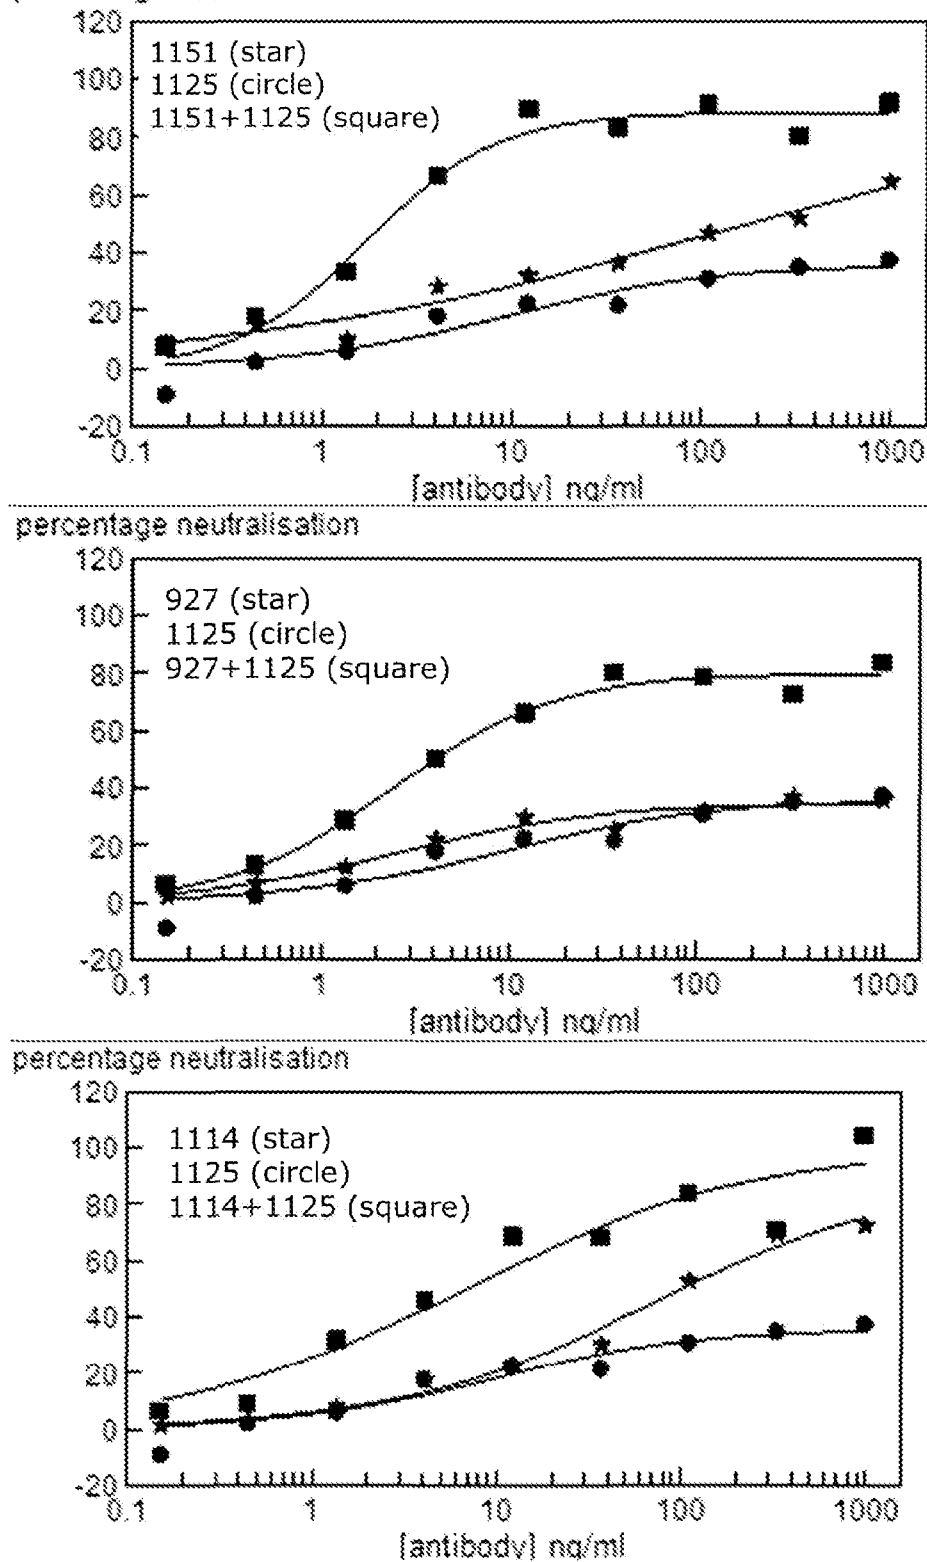 120
1151 (star)
1125 (circle)
1151+1125 (square)
100
80
60
40
20
0
-20
0.1 1 10 100 1000
[antibody] ng/ml
percentage neutralisation
120
927 (star)
1125 (circle)
927+1125 (square)
100
80
60
40
20
0
-20
0.1 1 10 100 1000
[antibody] ng/ml
percentage neutralisation
120
1114 (star)
1125 (circle)
1114+1125 (square)
100
80
60
40
20
0
-20
0.1 1 10 100 1000
[antibody] ng/ml